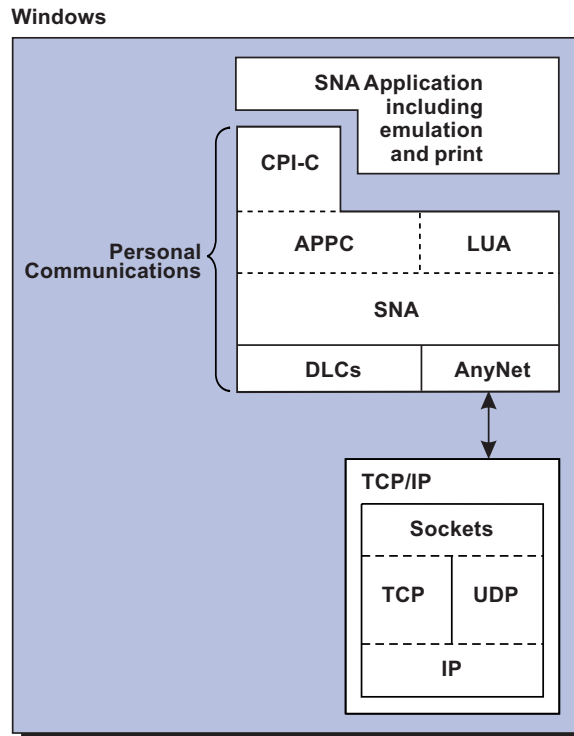 Windows
SNA Application
including
emulation
and print
CPI-C
Personal
Communications
APPC
LUA
SNA
DLCs
AnyNet
TCP/IP
Sockets
TCP
UDP
IP